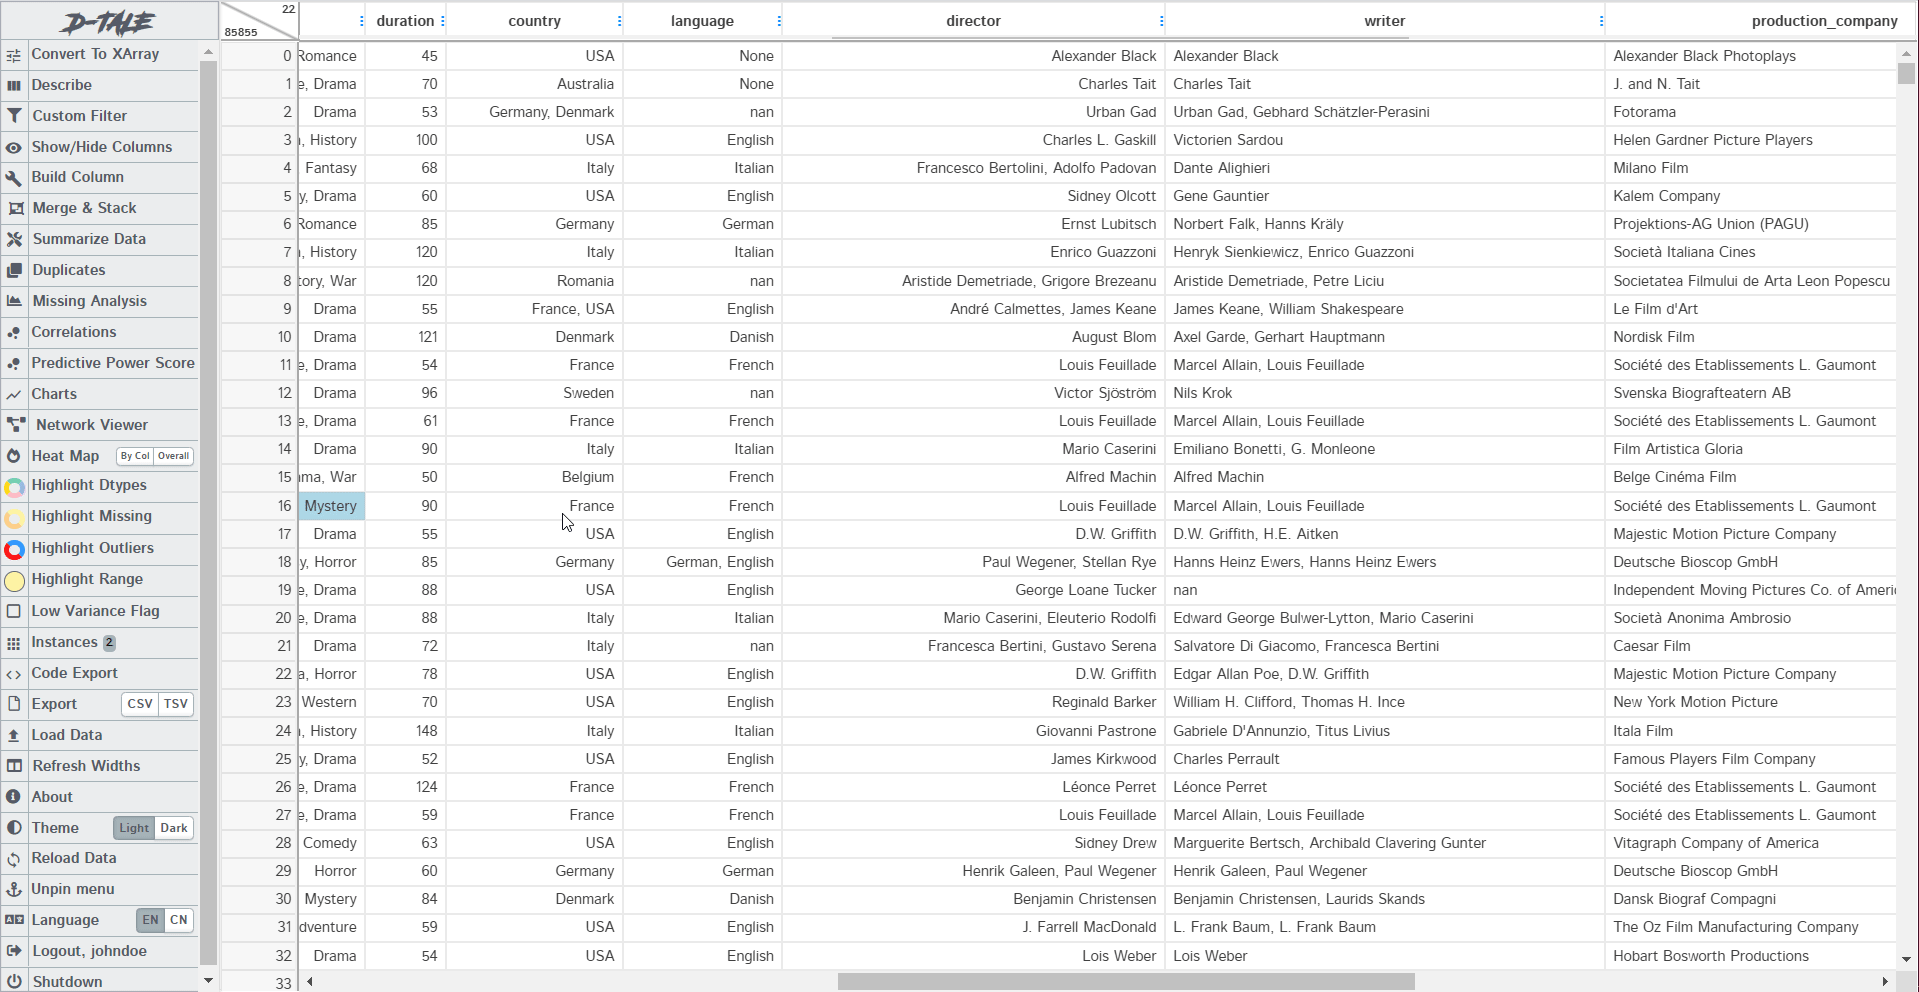 D-TALE
Convert To XArray
Describe
Custom Filter
Show/Hide Columns
Build Column
Merge & Stack
Summarize Data
Duplicates
Missing Analysis
Correlations
Predictive Power Score
Charts
Network Viewer
Heat Map By Col Overall
Highlight Dtypes
Highlight Missing
Highlight Outliers
Highlight Range
Low Variance Flag
Instances 2
Code Export
Export CSV TSV
Load Data
Refresh Widths
About
Theme Light Dark
Reload Data
Unpin menu
Language EN CN
Logout, johndoe
Shutdown
22
85855
duration country language director writer production_company
0 Romance 45 USA None Alexander Black Alexander Black Alexander Black Photoplays
1 e, Drama 70 Australia None Charles Tait Charles Tait J. and N. Tait
2 Drama 53 Germany, Denmark nan Urban Gad Urban Gad, Gebhard Schätzler-Perasini Fotorama
3 , History 100 USA English Charles L. Gaskill Victorien Sardou Helen Gardner Picture Players
4 Fantasy 68 Italy Italian Francesco Bertolini, Adolfo Padovan Dante Alighieri Milano Film
5 y, Drama 60 USA English Sidney Olcott Gene Gauntier Kalem Company
6 Romance 85 Germany German Ernst Lubitsch Norbert Falk, Hanns Kräly Projektions-AG Union (PAGU)
7 , History 120 Italy Italian Enrico Guazzoni Henryk Sienkiewicz, Enrico Guazzoni Società Italiana Cines
8 tory, War 120 Romania nan Aristide Demetriade, Grigore Brezeanu Aristide Demetriade, Petre Liciu Societatea Filmului de Arta Leon Popescu
9 Drama 55 France, USA English André Calmettes, James Keane James Keane, William Shakespeare Le Film d'Art
10 Drama 121 Denmark Danish August Blom Axel Garde, Gerhart Hauptmann Nordisk Film
11 e, Drama 54 France French Louis Feuillade Marcel Allain, Louis Feuillade Société des Etablissements L. Gaumont
12 Drama 96 Sweden nan Victor Sjöström Nils Krok Svenska Biografteatern AB
13 e, Drama 61 France French Louis Feuillade Marcel Allain, Louis Feuillade Société des Etablissements L. Gaumont
14 Drama 90 Italy Italian Mario Caserini Emiliano Bonetti, G. Monleone Film Artistica Gloria
15 ma, War 50 Belgium French Alfred Machin Alfred Machin Belge Cinéma Film
16 Mystery 90 France French Louis Feuillade Marcel Allain, Louis Feuillade Société des Etablissements L. Gaumont
17 Drama 55 USA English D.W. Griffith D.W. Griffith, H.E. Aitken Majestic Motion Picture Company
18 y, Horror 85 Germany German, English Paul Wegener, Stellan Rye Hanns Heinz Ewers, Hanns Heinz Ewers Deutsche Bioscop GmbH
19 e, Drama 88 USA English George Loane Tucker nan Independent Moving Pictures Co. of Ameri
20 e, Drama 88 Italy Italian Mario Caserini, Eleuterio Rodolfi Edward George Bulwer-Lytton, Mario Caserini Società Anonima Ambrosio
21 Drama 72 Italy nan Francesca Bertini, Gustavo Serena Salvatore Di Giacomo, Francesca Bertini Caesar Film
22 a, Horror 78 USA English D.W. Griffith Edgar Allan Poe, D.W. Griffith Majestic Motion Picture Company
23 Western 70 USA English Reginald Barker William H. Clifford, Thomas H. Ince New York Motion Picture
24 , History 148 Italy Italian Giovanni Pastrone Gabriele D'Annunzio, Titus Livius Itala Film
25 y, Drama 52 USA English James Kirkwood Charles Perrault Famous Players Film Company
26 e, Drama 124 France French Léonce Perret Léonce Perret Société des Etablissements L. Gaumont
27 e, Drama 59 France French Louis Feuillade Marcel Allain, Louis Feuillade Société des Etablissements L. Gaumont
28 Comedy 63 USA English Sidney Drew Marguerite Bertsch, Archibald Clavering Gunter Vitagraph Company of America
29 Horror 60 Germany German Henrik Galeen, Paul Wegener Henrik Galeen, Paul Wegener Deutsche Bioscop GmbH
30 Mystery 84 Denmark Danish Benjamin Christensen Benjamin Christensen, Laurids Skands Dansk Biograf Compagni
31 dventure 59 USA English J. Farrell MacDonald L. Frank Baum, L. Frank Baum The Oz Film Manufacturing Company
32 Drama 54 USA English Lois Weber Lois Weber Hobart Bosworth Productions
33